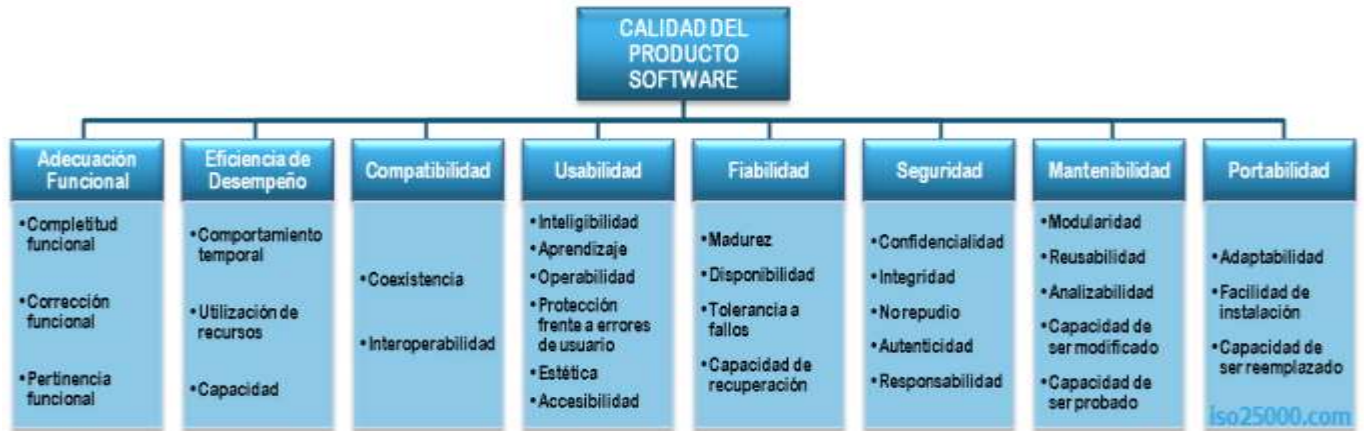 CALIDAD DEL
PRODUCTO
SOFTWARE
Adecuación
Funcional
•Completitud
funcional
•Corrección
funcional
•Pertinencia
funcional
Eficiencia de
Desempeño
•Comportamiento
temporal
•Utilización de
recursos
•Capacidad
Compatibilidad
•Coexistencia
•Interoperabilidad
Usabilidad
•Inteligibilidad
•Aprendizaje
•Operabilidad
•Protección
frente a errores
de usuario
•Estética
•Accesibilidad
Fiabilidad
•Madurez
•Disponibilidad
•Tolerancia a
fallos
•Capacidad de
recuperación
Seguridad
•Confidencialidad
•Integridad
•No repudio
•Autenticidad
•Responsabilidad
Mantenibilidad
•Modularidad
•Reusabilidad
•Analizabilidad
•Capacidad de
ser modificado
•Capacidad de
ser probado
Portabilidad
•Adaptabilidad
•Facilidad de
instalación
•Capacidad de
ser reemplazado
iso25000.com